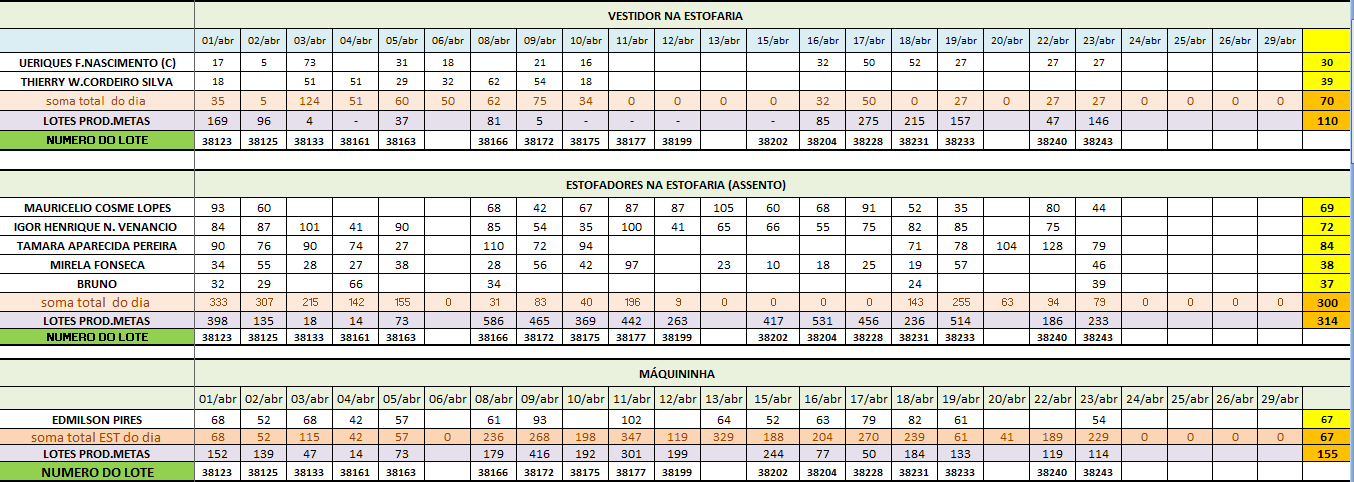 VESTIDOR NA ESTOFARIA
01/abr 02/abr 03/abr 04/abr 05/abr 06/abr 08/abr 09/abr 10/abr 11/abr 12/abr 13/abr 15/abr 16/abr 17/abr 18/abr 19/abr 20/abr 22/abr 23/abr 24/abr 25/abr 26/abr 29/abr
UERIQUES F.NASCIMENTO (C) 17 5 73 31 18 21 16 32 50 52 27 27 27 30
THIERRY W.CORDEIRO SILVA 18 51 51 29 32 62 54 18 39
soma total do dia 35 5 124 51 60 50 62 75 34 0 0 0 0 32 50 0 27 0 27 27 0 0 0 0 70
LOTES PROD.METAS 169 96 4 - 37 81 5 - - - - 85 275 215 157 47 146 110
NUMERO DO LOTE 38123 38125 38133 38161 38163 38166 38172 38175 38177 38199 38202 38204 38228 38231 38233 38240 38243
ESTOFADORES NA ESTOFARIA (ASSENTO)
MAURICELIO COSME LOPES 93 60 68 42 67 87 87 105 60 68 91 52 35 80 44 69
IGOR HENRIQUE N. VENANCIO 84 87 101 41 90 85 54 35 100 41 65 66 55 75 82 85 75 72
TAMARA APARECIDA PEREIRA 90 76 90 74 27 110 72 94 71 78 104 128 79 84
MIRELA FONSECA 34 55 28 27 38 28 56 42 97 23 10 18 25 19 57 46 38
BRUNO 32 29 66 34 24 39 37
soma total do dia 333 307 215 142 155 0 31 83 40 196 9 0 0 0 0 143 255 63 94 79 0 0 0 0 300
LOTES PROD.METAS 398 135 18 14 73 586 465 369 442 263 417 531 456 236 514 186 233 314
NUMERO DO LOTE 38123 38125 38133 38161 38163 38166 38172 38175 38177 38199 38202 38204 38228 38231 38233 38240 38243
MÁQUININHA
01/abr 02/abr 03/abr 04/abr 05/abr 06/abr 08/abr 09/abr 10/abr 11/abr 12/abr 13/abr 15/abr 16/abr 17/abr 18/abr 19/abr 20/abr 22/abr 23/abr 24/abr 25/abr 26/abr 29/abr
EDMILSON PIRES 68 52 68 42 57 61 93 102 64 52 63 79 82 61 54 67
soma total EST do dia 68 52 115 42 57 0 236 268 198 347 119 329 188 204 270 239 61 41 189 229 0 0 0 0 67
LOTES PROD.METAS 152 139 47 14 73 179 416 192 301 199 244 77 50 184 133 119 114 155
NUMERO DO LOTE 38123 38125 38133 38161 38163 38166 38172 38175 38177 38199 38202 38204 38228 38231 38233 38240 38243